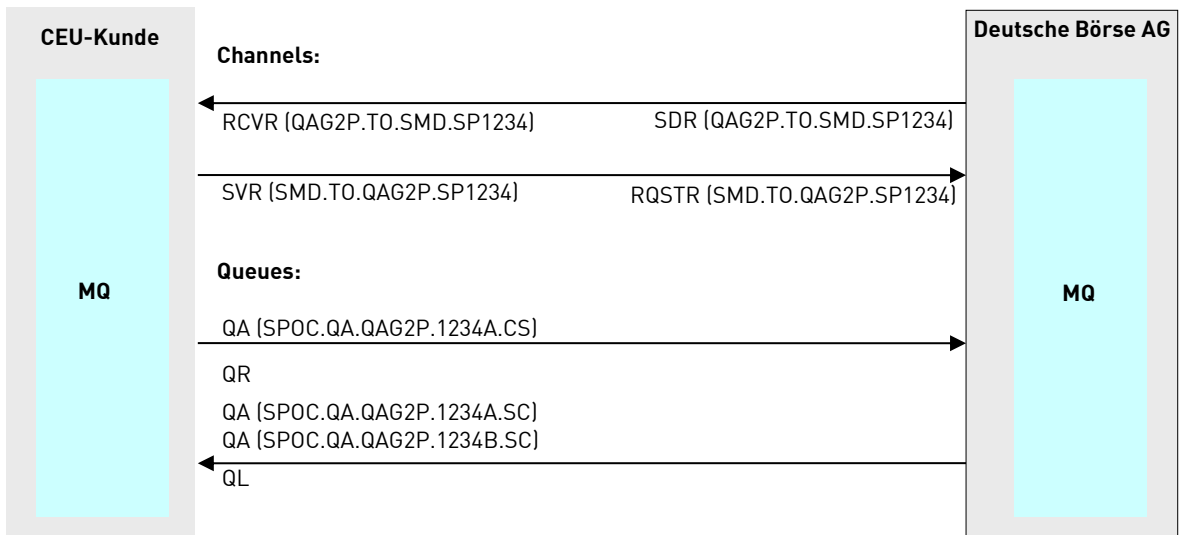 CEU-Kunde
Deutsche Börse AG
Channels:
RCVR (QAG2P.TO.SMD.SP1234)
SDR (QAG2P.TO.SMD.SP1234)
SVR (SMD.TO.QAG2P.SP1234)
RQSTR (SMD.TO.QAG2P.SP1234)
Queues:
MQ
MQ
QA (SPOC.QA.QAG2P.1234A.CS)
QR
QA (SPOC.QA.QAG2P.1234A.SC)
QA (SPOC.QA.QAG2P.1234B.SC)
QL